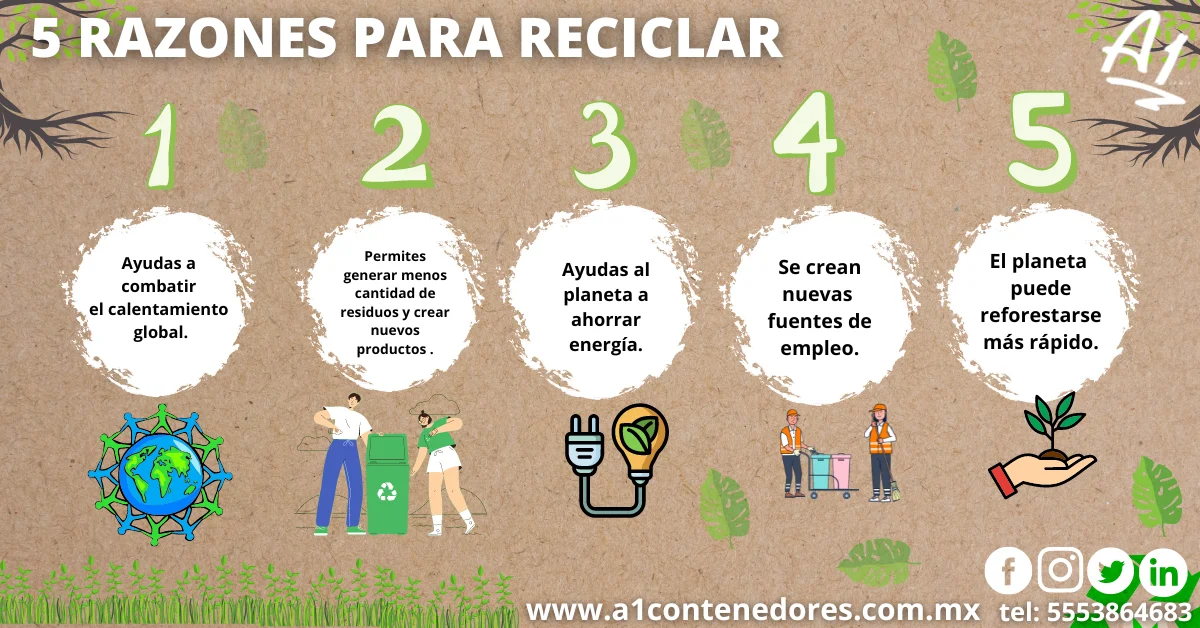 5 RAZONES PARA RECICLAR
A1
1
2
3
4
5
Ayudas a
combatir
el calentamiento
global.
Permites
generar menos
cantidad de
residuos y crear
nuevos
productos .
Ayudas al
planeta a
ahorrar
energía.
Se crean
nuevas
fuentes de
empleo.
El planeta
puede
reforestarse
más rápido.
www.a1contenedores.com.mx
tel: 5553864683